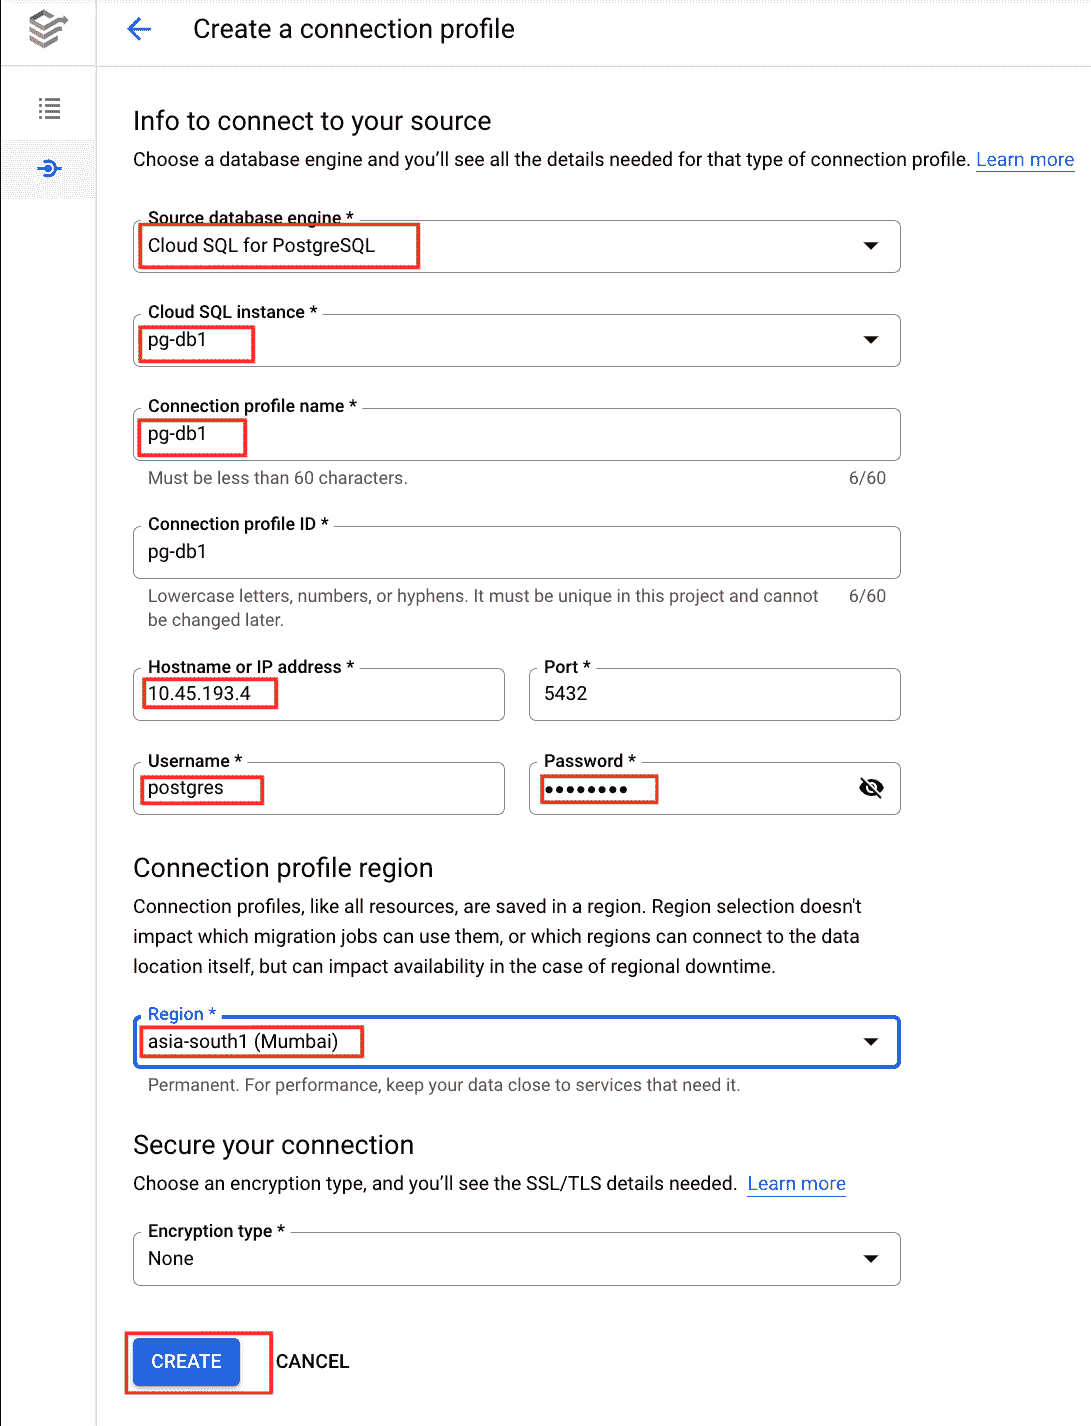 Create a connection profile
Info to connect to your source
Choose a database engine and you’ll see all the details needed for that type of connection profile. Learn more
Source database engine *
Cloud SQL for PostgreSQL
Cloud SQL instance *
pg-db1
Connection profile name *
pg-db1
Must be less than 60 characters. 6/60
Connection profile ID *
pg-db1
Lowercase letters, numbers, or hyphens. It must be unique in this project and cannot 6/60
be changed later.
Hostname or IP address * Port *
10.45.193.4 5432
Username * Password *
postgres ••••••••
Connection profile region
Connection profiles, like all resources, are saved in a region. Region selection doesn't
impact which migration jobs can use them, or which regions can connect to the data
location itself, but can impact availability in the case of regional downtime.
Region *
asia-south1 (Mumbai)
Permanent. For performance, keep your data close to services that need it.
Secure your connection
Choose an encryption type, and you’ll see the SSL/TLS details needed. Learn more
Encryption type *
None
CREATE CANCEL